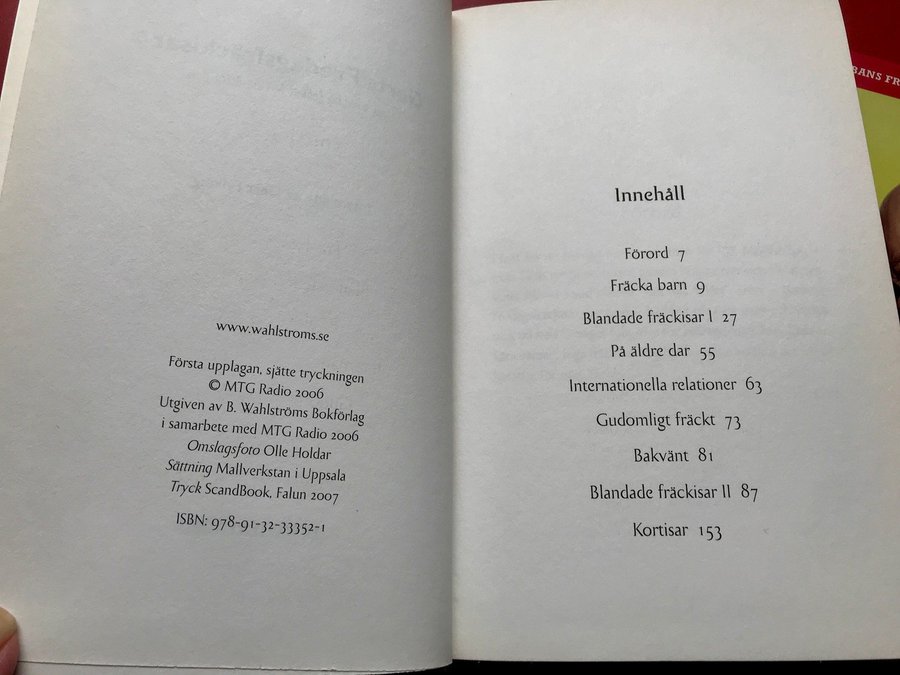 www.wahlstroms.se
Första upplagan, sjätte tryckningen
© MTG Radio 2006
Utgiven av B. Wahlströms Bokförlag
i samarbete med MTG Radio 2006
Omslagsfoto Olle Holdar
Sättning Mallverkstan i Uppsala
Tryck ScandBook, Falun 2007
ISBN: 978-91-32-33352-1
Innehåll
Förord 7
Fräcka barn 9
Blandade fräckisar I 27
På äldre dar 55
Internationella relationer 63
Gudomligt fräckt 73
Bakvänt 81
Blandade fräckisar II 87
Kortisar 153